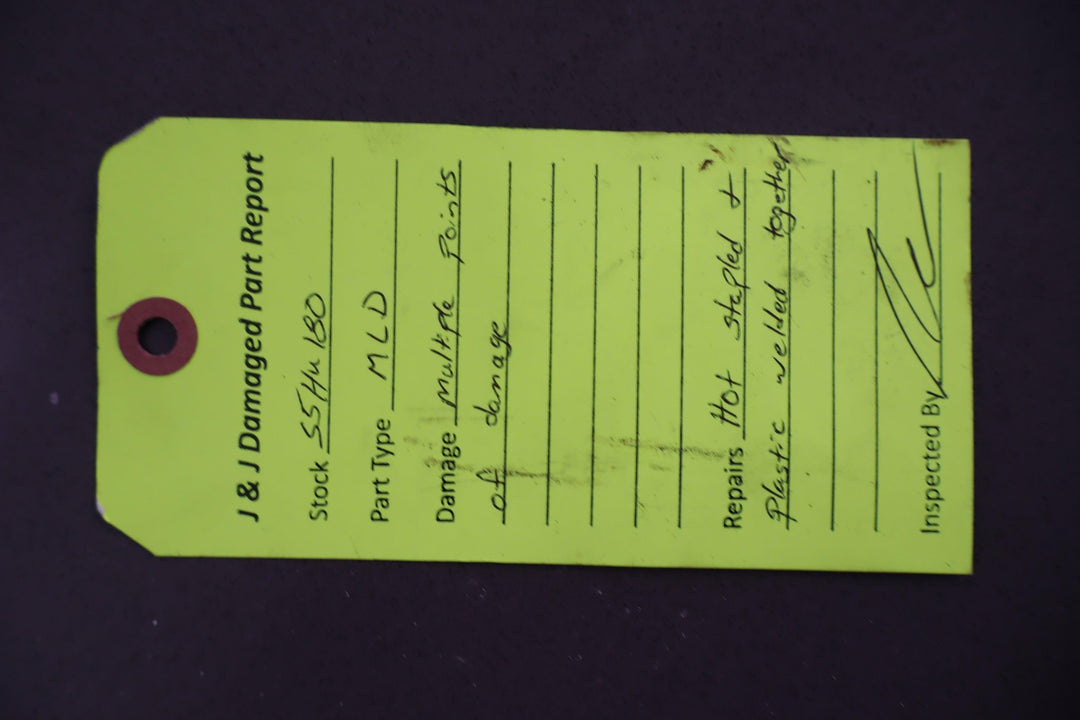 J & J Damaged Part Report
Stock 55Hu180
Part Type MLD
Damage Multiple Points
of damage
Repairs Hot stapled +
Plastic welded together
Inspected By